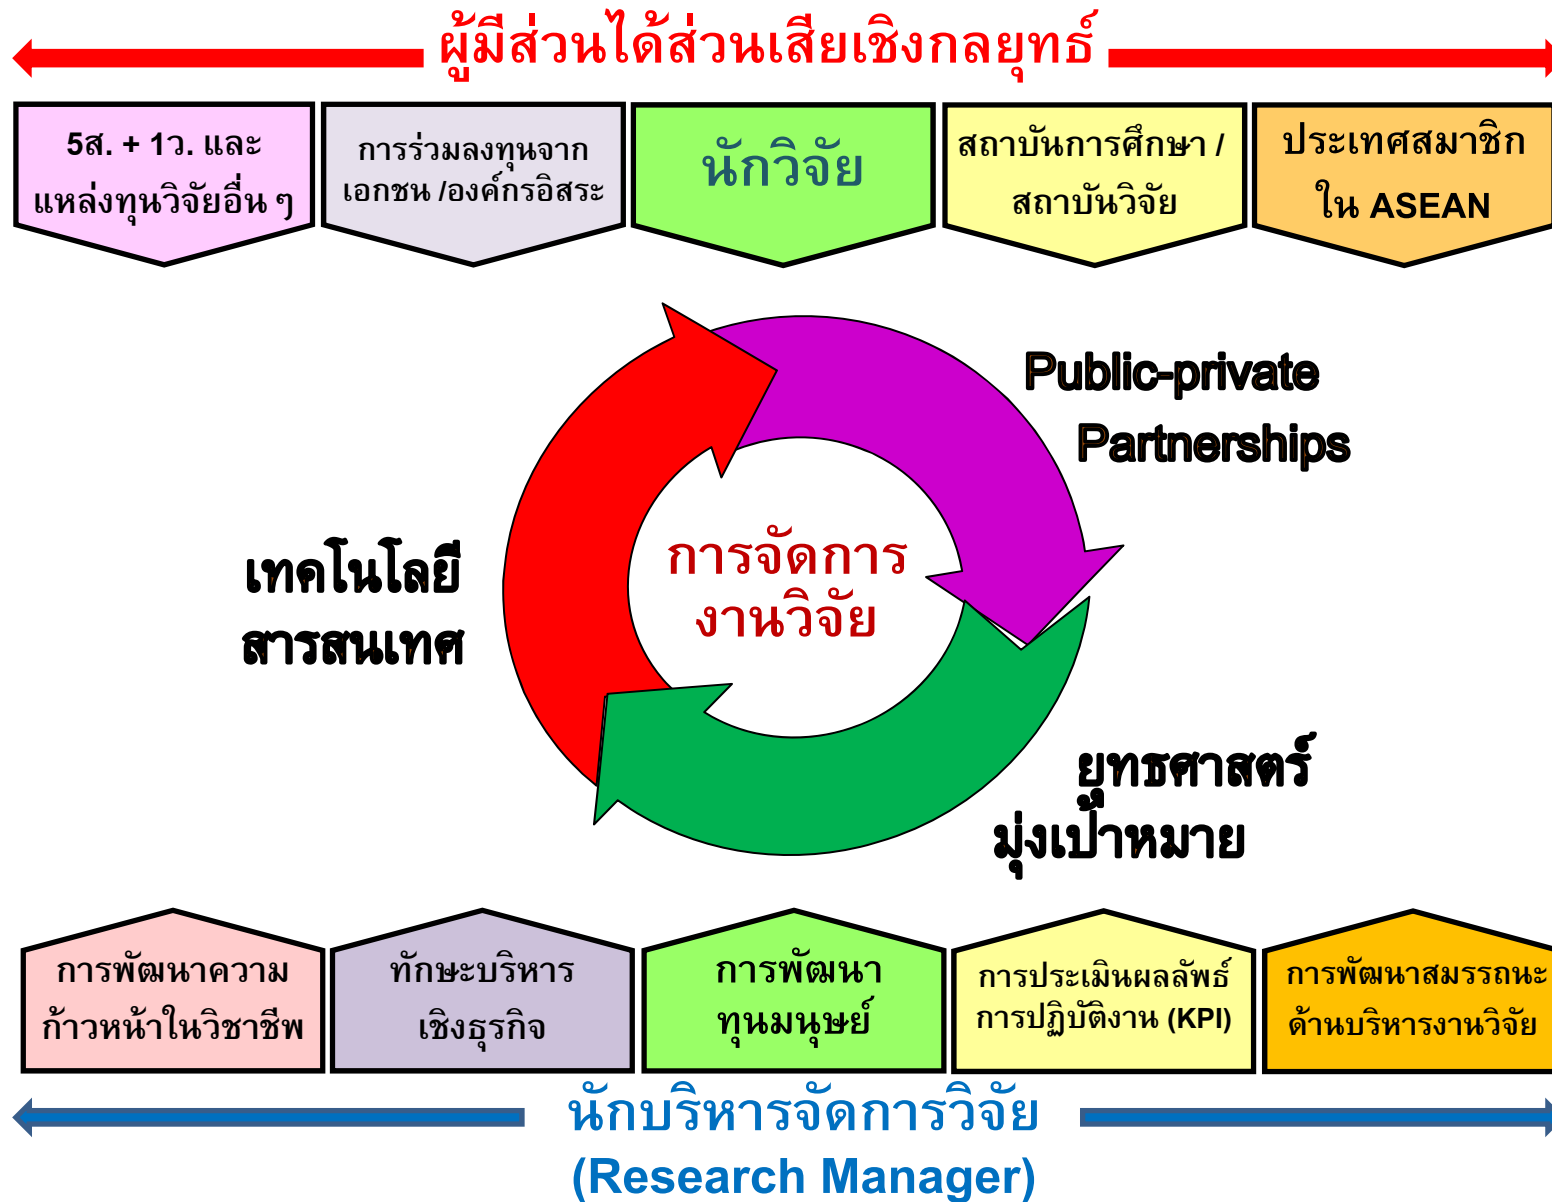 ผู้มีส่วนได้ส่วนเสียเชิงกลยุทธ์
5ส. + 1ว. และ
แหล่งทุนวิจัยอื่น ๆ
การร่วมลงทุนจาก
เอกชน /องค์กรอิสระ
นักวิจัย
สถาบันการศึกษา /
สถาบันวิจัย
ประเทศสมาชิก
ใน ASEAN
Public-private
Partnerships
การจัดการ
งานวิจัย
เทคโนโลยี
สารสนเทศ
ยุทธศาสตร์
มุ่งเป้าหมาย
การพัฒนาความ
ก้าวหน้าในวิชาชีพ
ทักษะบริหาร
เชิงธุรกิจ
การพัฒนา
ทุนมนุษย์
การประเมินผลลัพธ์
การปฏิบัติงาน (KPI)
การพัฒนาสมรรถนะ
ด้านบริหารงานวิจัย
นักบริหารจัดการวิจัย
(Research Manager)